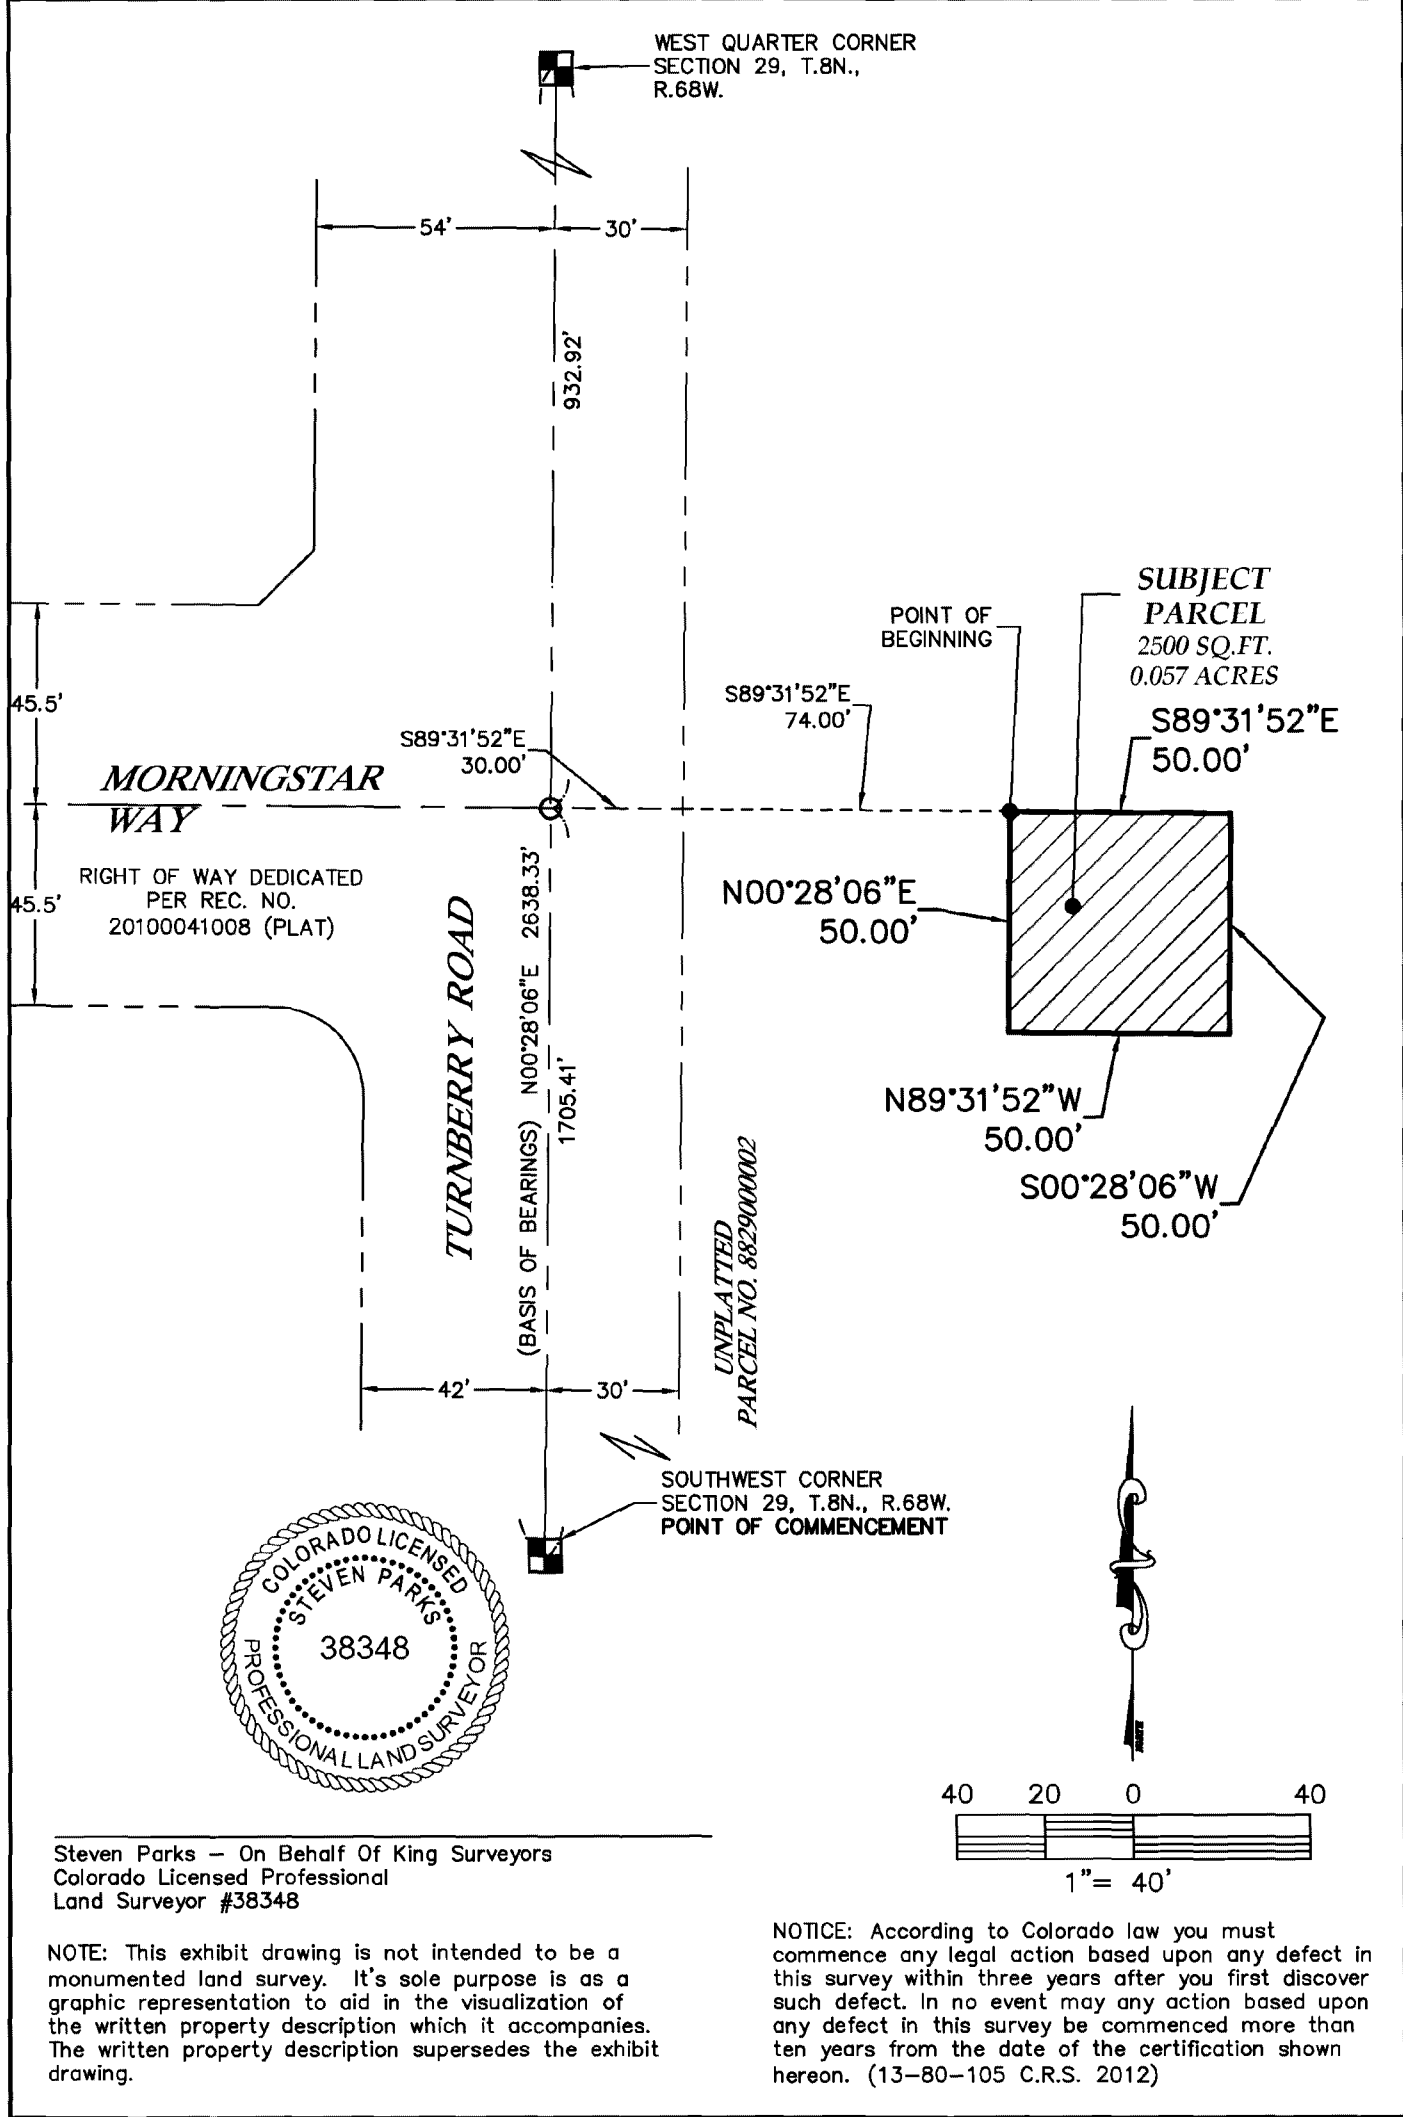 WEST QUARTER CORNER
SECTION 29, T.8N.,
R.68W.
54'
30'
932.92'
SUBJECT
PARCEL
2500 SQ.FT.
0.057 ACRES
POINT OF
BEGINNING
S89°31'52"E
74.00'
S89°31'52"E
50.00'
45.5'
S89°31'52"E
30.00'
MORNINGSTAR
WAY
RIGHT OF WAY DEDICATED
PER REC. NO.
20100041008 (PLAT)
45.5'
N00°28'06"E
50.00'
TURNBERRY ROAD
(BASIS OF BEARINGS) N00°28'06"E 2638.33'
1705.41'
N89°31'52"W
50.00'
S00°28'06"W
50.00'
UNPLATTED
PARCEL NO. 8829000002
42'
30'
SOUTHWEST CORNER
SECTION 29, T.8N., R.68W.
POINT OF COMMENCEMENT
COLORADO LICENSED
STEVEN PARKS
38348
PROFESSIONAL LAND SURVEYOR
NORTH
40 20 0 40
1"= 40'
Steven Parks – On Behalf Of King Surveyors
Colorado Licensed Professional
Land Surveyor #38348
NOTE: This exhibit drawing is not intended to be a
monumented land survey. It's sole purpose is as a
graphic representation to aid in the visualization of
the written property description which it accompanies.
The written property description supersedes the exhibit
drawing.
NOTICE: According to Colorado law you must
commence any legal action based upon any defect in
this survey within three years after you first discover
such defect. In no event may any action based upon
any defect in this survey be commenced more than
ten years from the date of the certification shown
hereon. (13–80–105 C.R.S. 2012)